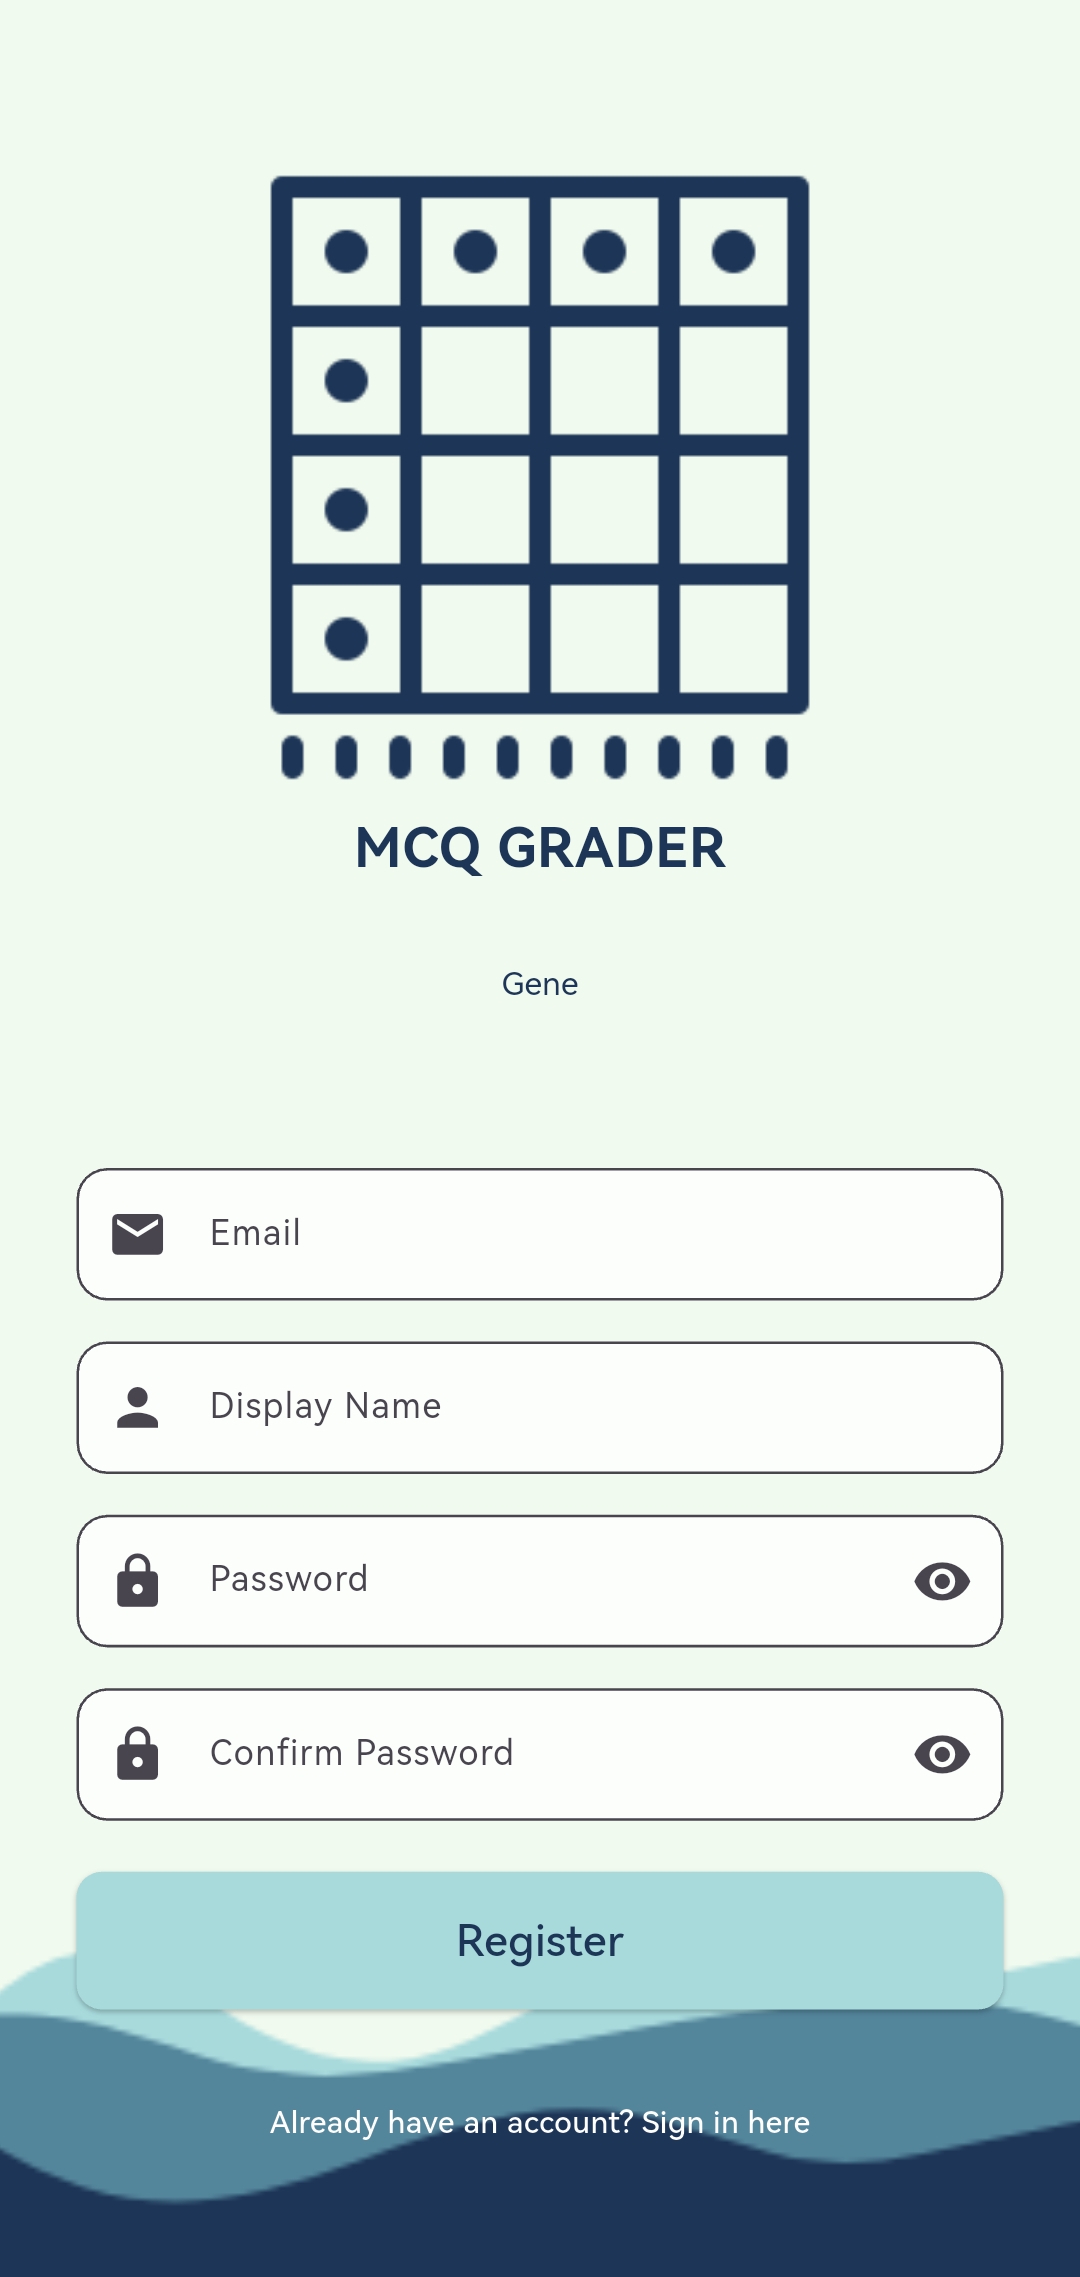 MCQ GRADER
Gene
Email
Display Name
Password
Confirm Password
Register
Already have an account? Sign in here